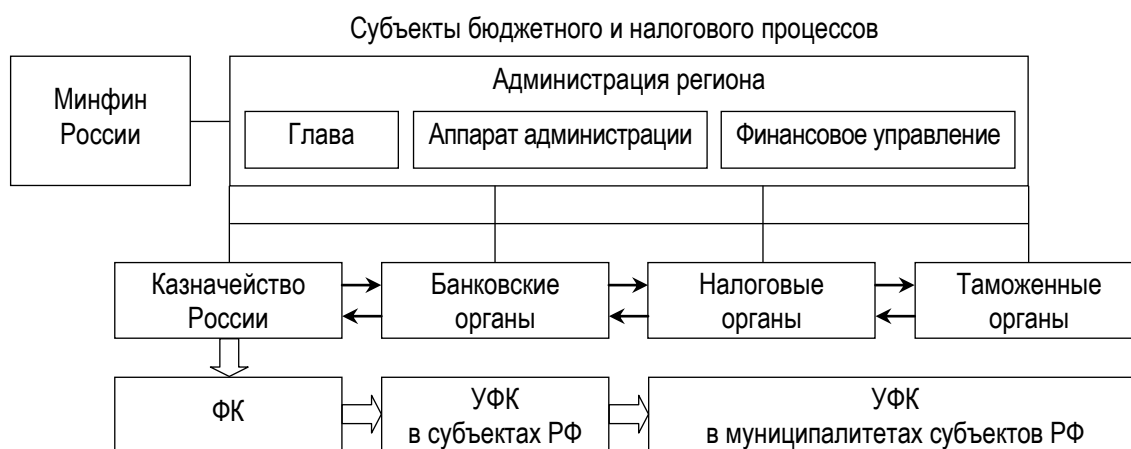 Субъекты бюджетного и налогового процессов
Минфин
России
Администрация региона
Глава
Аппарат администрации
Финансовое управление
Казначейство
России
Банковские
органы
Налоговые
органы
Таможенные
органы
ФК
УФК
в субъектах РФ
УФК
в муниципалитетах субъектов РФ